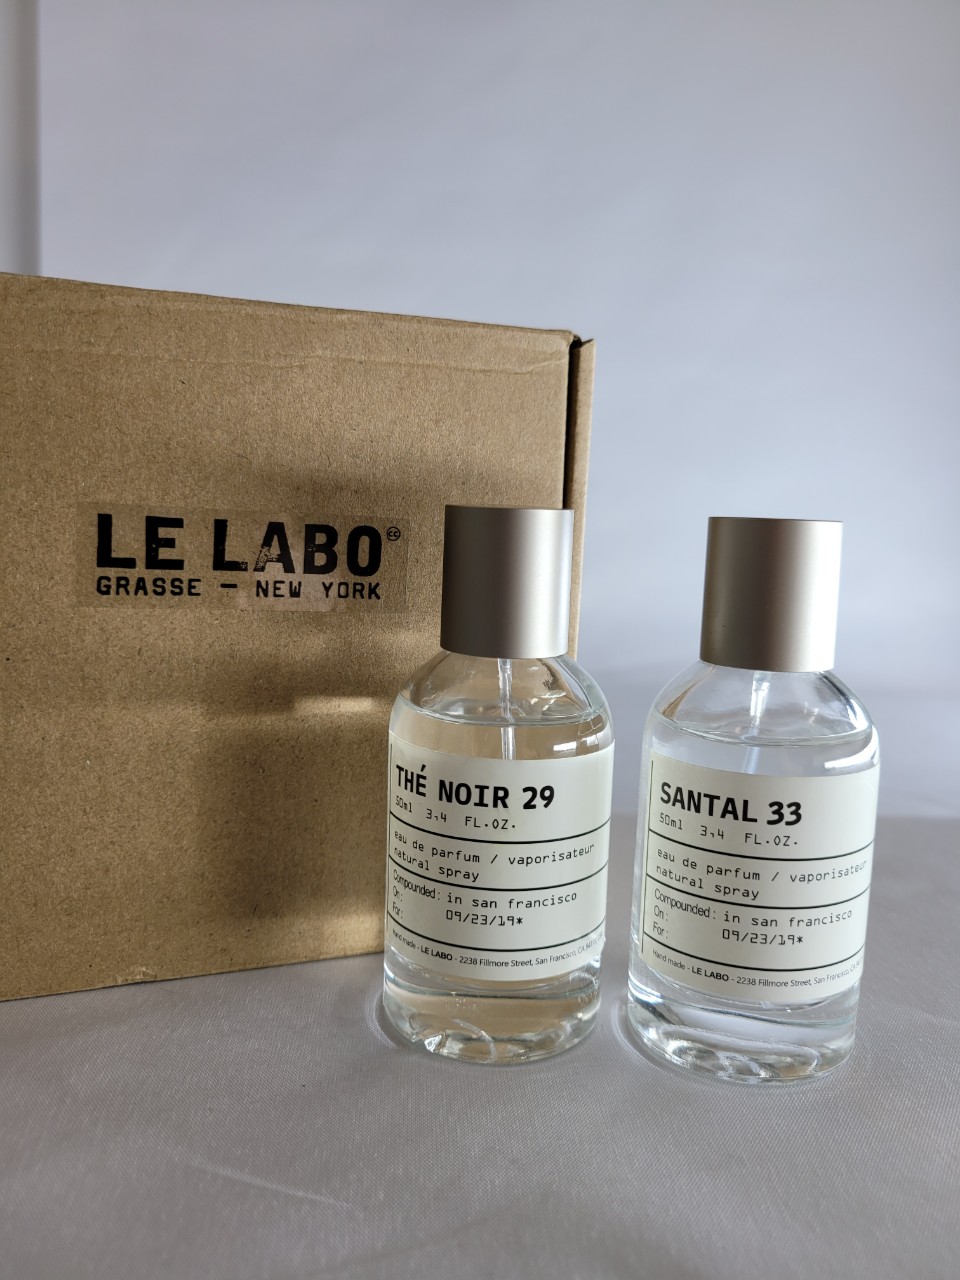 LE LABO
GRASSE — NEW YORK
THÉ NOIR 29
50ml 3,4 FL.OZ.
eau de parfum / vaporisateur
natural spray
Compounded: in san francisco
On: 09/23/19*
For:
Hand made - LE LABO - 2238 Fillmore Street, San Francisco, CA
SANTAL 33
50ml 3,4 FL.OZ.
eau de parfum / vaporisateur
natural spray
Compounded: in san francisco
On: 09/23/19*
For:
Hand made - LE LABO - 2238 Fillmore Street, San Francisco, CA